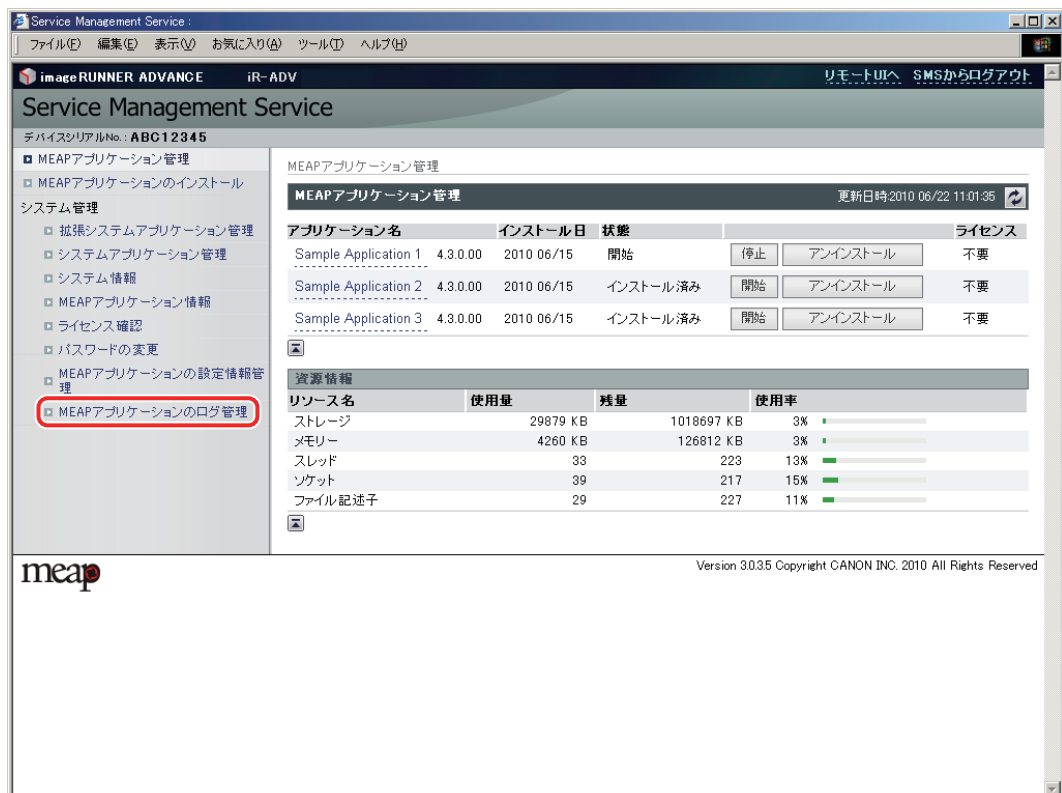 Service Management Service :
ファイル(F) 編集(E) 表示(V) お気に入り(A) ツール(T) ヘルプ(H)
imageRUNNER ADVANCE iR-ADV リモートUIへ SMSからログアウト
Service Management Service
デバイスシリアルNo.: ABC12345
MEAPアプリケーション管理
MEAPアプリケーションのインストール
システム管理
拡張システムアプリケーション管理
システムアプリケーション管理
システム情報
MEAPアプリケーション情報
ライセンス確認
パスワードの変更
MEAPアプリケーションの設定情報管
理
MEAPアプリケーションのログ管理
MEAPアプリケーション管理
MEAPアプリケーション管理 更新日時:2010 06/22 11:01:35
アプリケーション名 インストール日 状態 ライセンス
Sample Application 1 4.3.0.00 2010 06/15 開始 停止 アンインストール 不要
Sample Application 2 4.3.0.00 2010 06/15 インストール済み 開始 アンインストール 不要
Sample Application 3 4.3.0.00 2010 06/15 インストール済み 開始 アンインストール 不要
資源情報
リソース名 使用量 残量 使用率
ストレージ 29879 KB 1018697 KB 3%
メモリー 4260 KB 126812 KB 3%
スレッド 33 223 13%
ソケット 39 217 15%
ファイル記述子 29 227 11%
meap
Version 3.0.3.5 Copyright CANON INC. 2010 All Rights Reserved